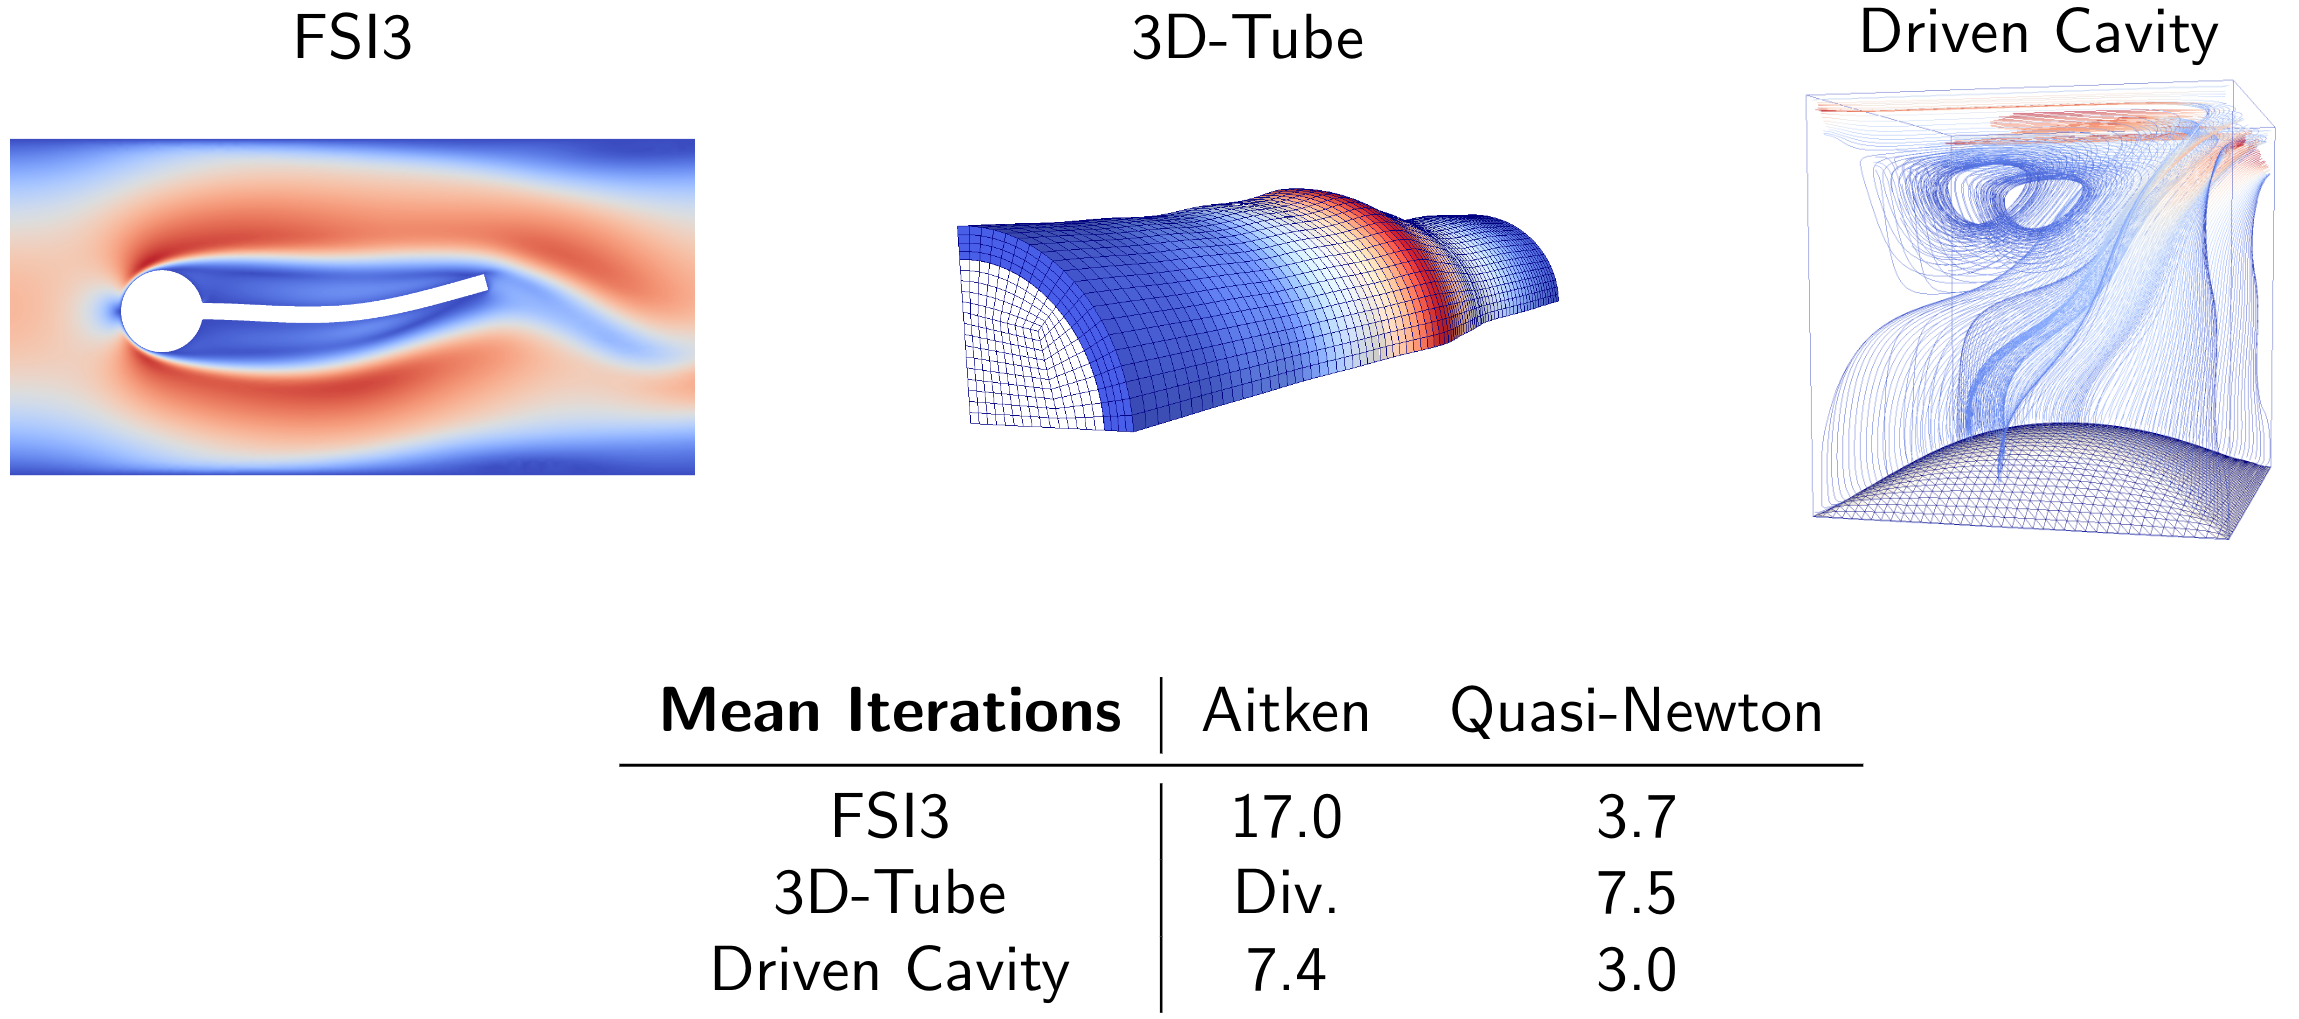 FSI3 3D-Tube Driven Cavity
Mean Iterations Aitken Quasi-Newton
FSI3 17.0 3.7
3D-Tube Div. 7.5
Driven Cavity 7.4 3.0